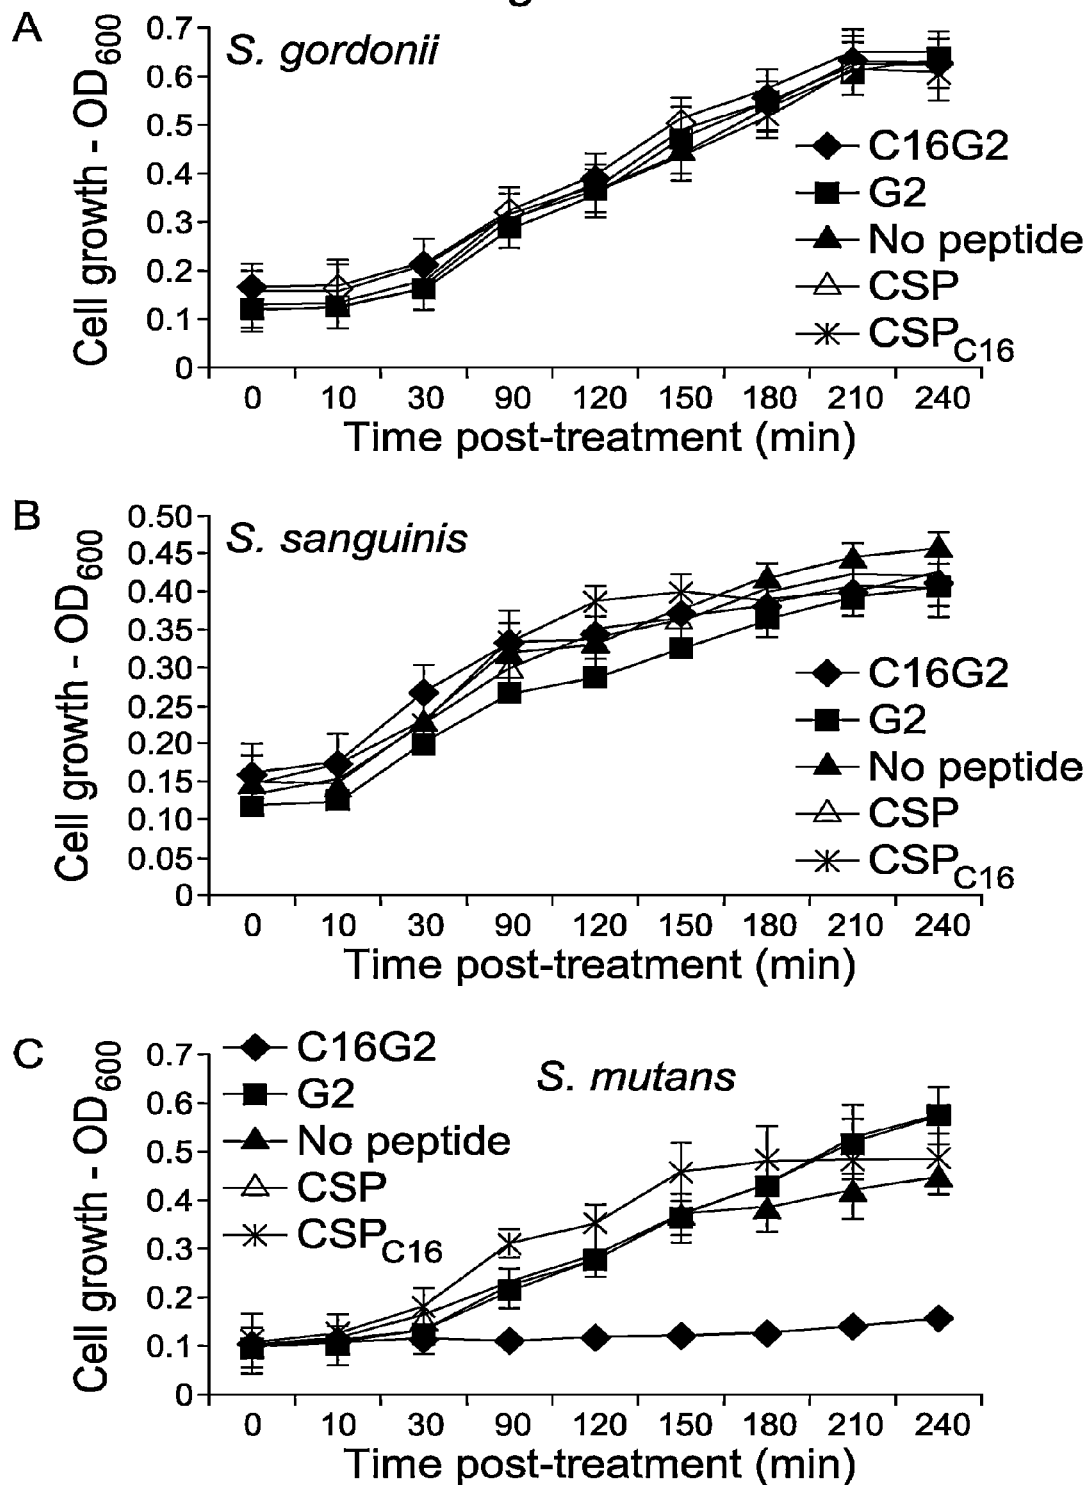 g
A
S. gordonii
Cell growth - OD600
0.7
0.6
0.5
0.4
0.3
0.2
0.1
0
C16G2
G2
No peptide
CSP
CSPC16
0 10 30 90 120 150 180 210 240
Time post-treatment (min)
B
S. sanguinis
Cell growth - OD600
0.50
0.45
0.40
0.35
0.30
0.25
0.20
0.15
0.10
0.05
0
C16G2
G2
No peptide
CSP
CSPC16
0 10 30 90 120 150 180 210 240
Time post-treatment (min)
C
S. mutans
Cell growth - OD600
0.7
0.6
0.5
0.4
0.3
0.2
0.1
0
C16G2
G2
No peptide
CSP
CSPC16
0 10 30 90 120 150 180 210 240
Time post-treatment (min)